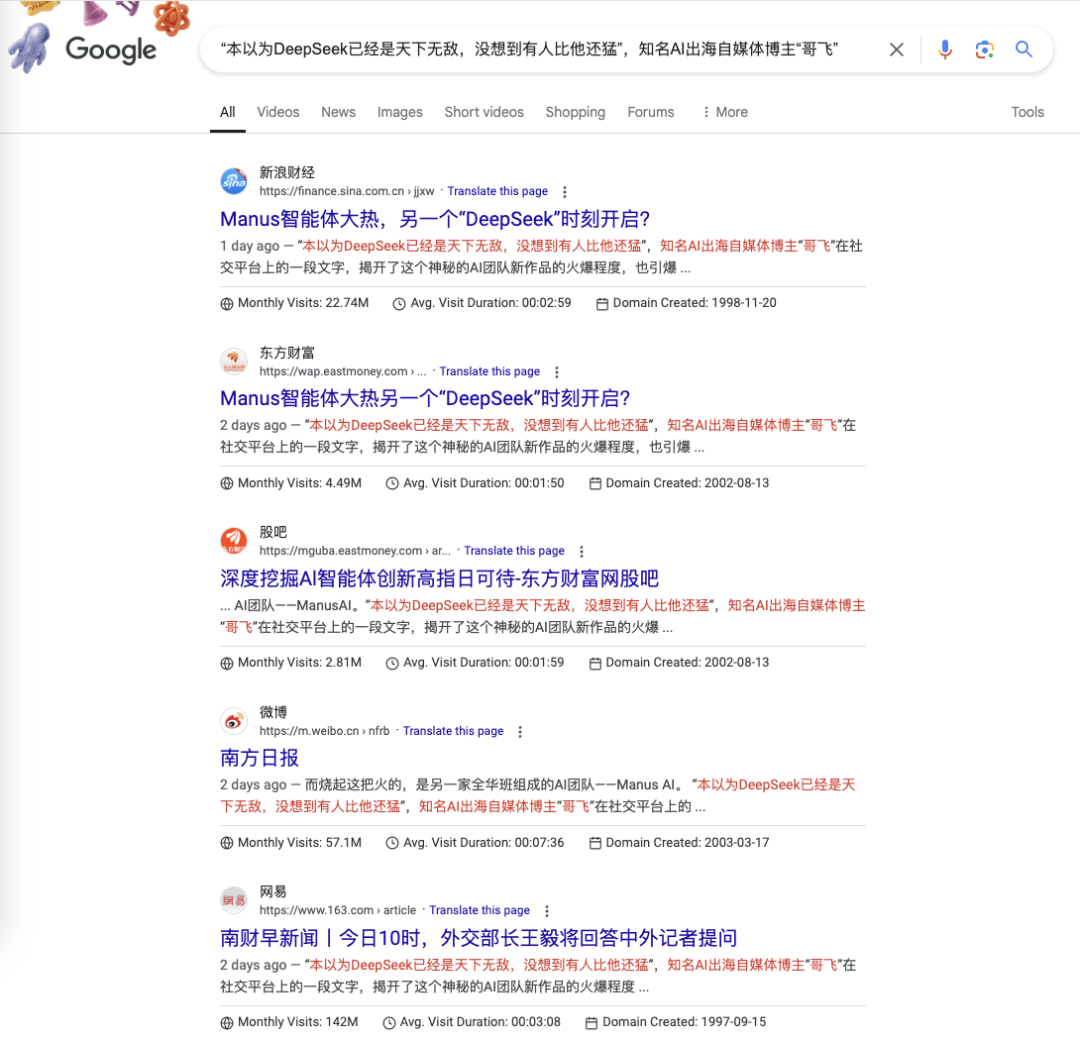 Google
“本以为DeepSeek已经是天下无敌，没想到有人比他还猛”，知名AI出海自媒体博主“哥飞”
All Videos News Images Short videos Shopping Forums More Tools
新浪财经
https://finance.sina.com.cn › jjxw · Translate this page
Manus智能体大热，另一个“DeepSeek”时刻开启?
1 day ago — “本以为DeepSeek已经是天下无敌，没想到有人比他还猛”，知名AI出海自媒体博主“哥飞”在社
交平台上的一段文字，揭开了这个神秘的AI团队新作品的火爆程度，也引爆 ...
Monthly Visits: 22.74M Avg. Visit Duration: 00:02:59 Domain Created: 1998-11-20
东方财富
https://wap.eastmoney.com › ... · Translate this page
Manus智能体大热另一个“DeepSeek”时刻开启?
2 days ago — “本以为DeepSeek已经是天下无敌，没想到有人比他还猛”，知名AI出海自媒体博主“哥飞”在
社交平台上的一段文字，揭开了这个神秘的AI团队新作品的火爆程度，也引爆 ...
Monthly Visits: 4.49M Avg. Visit Duration: 00:01:50 Domain Created: 2002-08-13
股吧
https://mguba.eastmoney.com › ar... · Translate this page
深度挖掘AI智能体创新高指日可待-东方财富网股吧
... AI团队——ManusAI。“本以为DeepSeek已经是天下无敌，没想到有人比他还猛“，知名AI出海自媒体博主
“哥飞”在社交平台上的一段文字，揭开了这个神秘的AI团队新作品的火爆 ...
Monthly Visits: 2.81M Avg. Visit Duration: 00:01:59 Domain Created: 2002-08-13
微博
https://m.weibo.cn › nfrb · Translate this page
南方日报
2 days ago — 而烧起这把火的，是另一家全华班组成的AI团队——Manus AI。 “本以为DeepSeek已经是天
下无敌，没想到有人比他还猛”，知名AI出海自媒体博主“哥飞”在社交平台上的 ...
Monthly Visits: 57.1M Avg. Visit Duration: 00:07:36 Domain Created: 2003-03-17
網易
网易
https://www.163.com › article · Translate this page
南财早新闻丨今日10时，外交部长王毅将回答中外记者提问
2 days ago — “本以为DeepSeek已经是天下无敌，没想到有人比他还猛”，知名AI出海自媒体博主“哥飞”在
社交平台上的一段文字，揭开了这个神秘的AI团队新作品的火爆程度 ...
Monthly Visits: 142M Avg. Visit Duration: 00:03:08 Domain Created: 1997-09-15